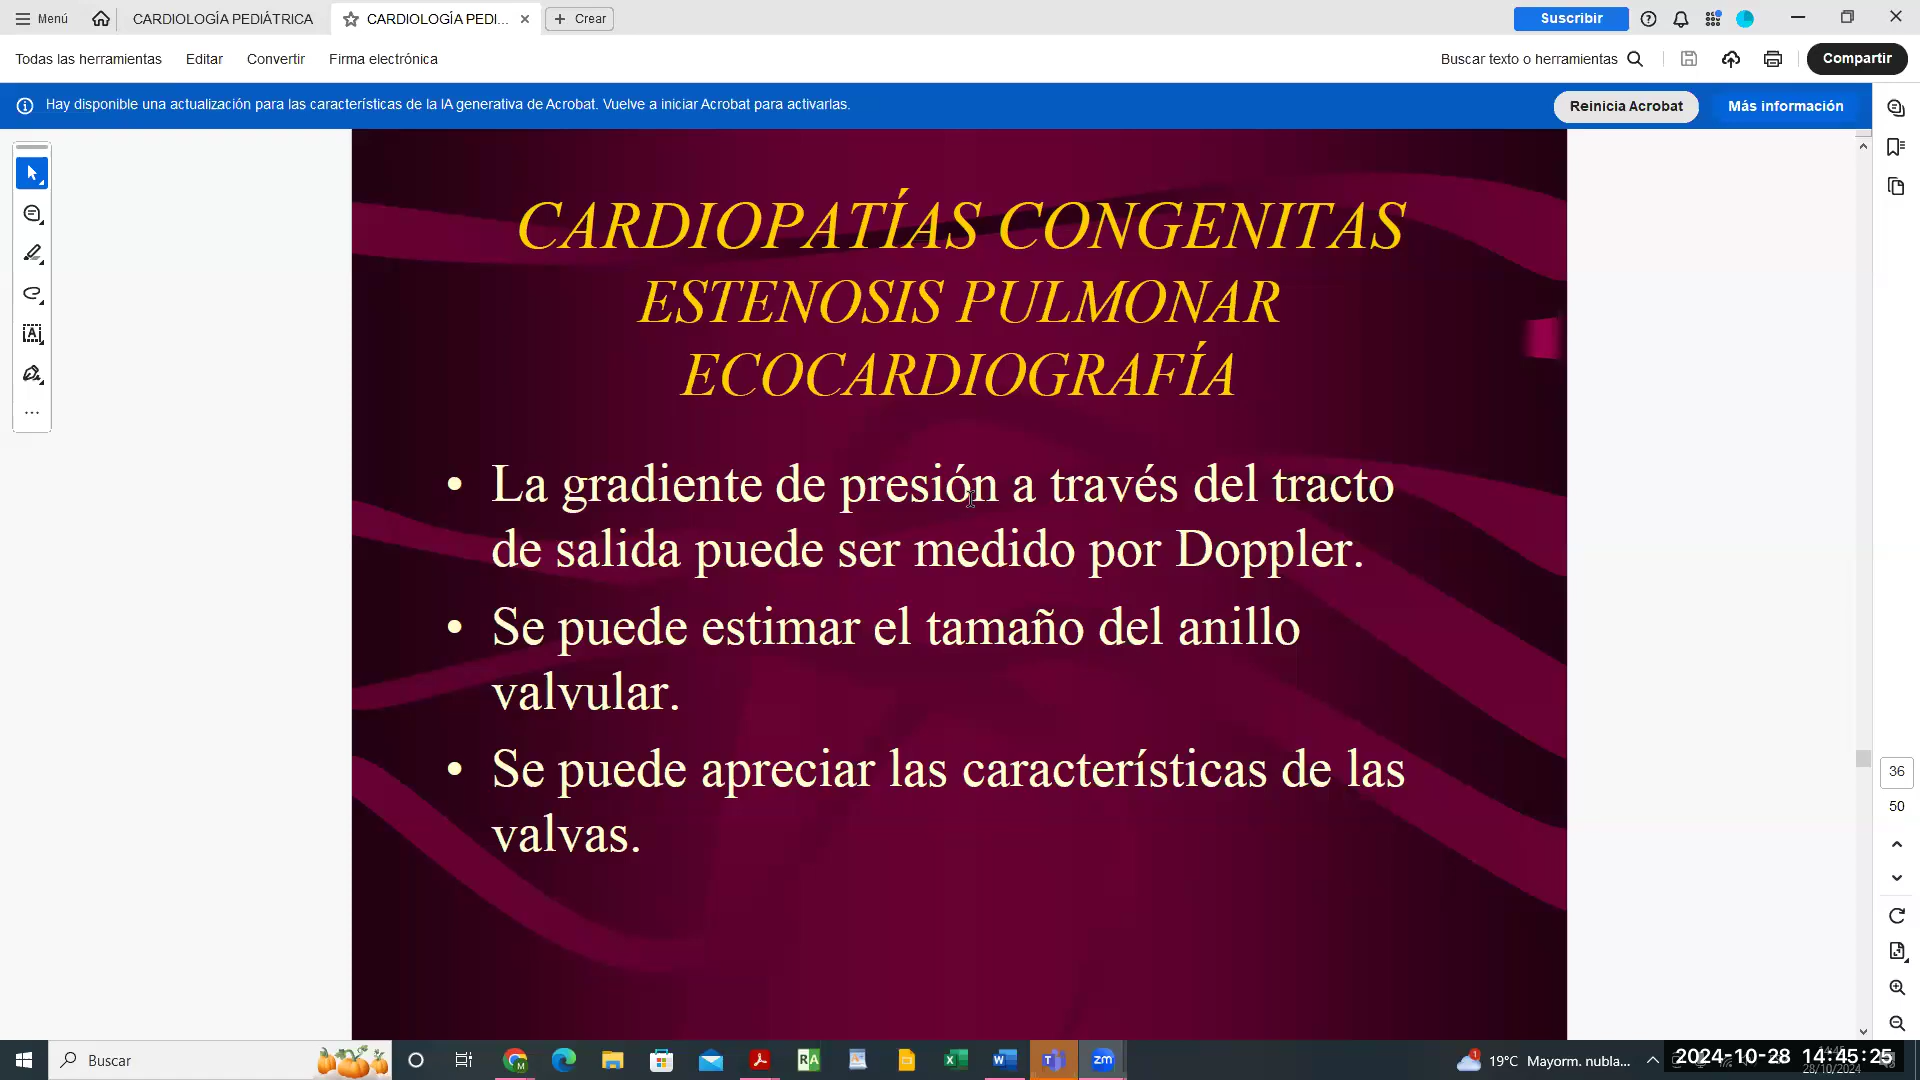 Menú
CARDIOLOGÍA PEDIÁTRICA
CARDIOLOGÍA PEDI...
Crear
Suscribir
Todas las herramientas
Editar
Convertir
Firma electrónica
Buscar texto o herramientas
Compartir
Hay disponible una actualización para las características de la IA generativa de Acrobat. Vuelve a iniciar Acrobat para activarlas.
Reinicia Acrobat
Más información
CARDIOPATÍAS CONGENITAS
ESTENOSIS PULMONAR
ECOCARDIOGRAFÍA
• La gradiente de presión a través del tracto
de salida puede ser medido por Doppler.
• Se puede estimar el tamaño del anillo
valvular.
• Se puede apreciar las características de las
valvas.
36
50
Buscar
19°C Mayorm. nubla...
2024-10-28 14:45:25
28/10/2024